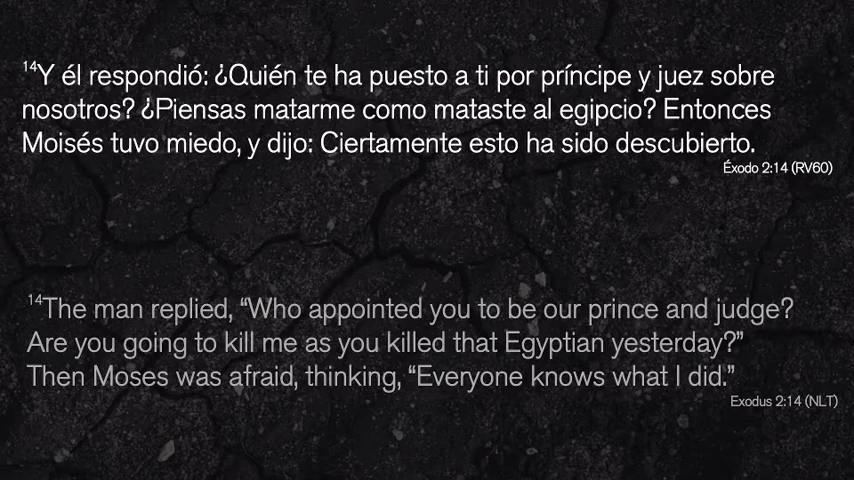 ¹⁴Y él respondió: ¿Quién te ha puesto a ti por príncipe y juez sobre
nosotros? ¿Piensas matarme como mataste al egipcio? Entonces
Moisés tuvo miedo, y dijo: Ciertamente esto ha sido descubierto.
Éxodo 2:14 (RV60)
¹⁴The man replied, “Who appointed you to be our prince and judge?
Are you going to kill me as you killed that Egyptian yesterday?”
Then Moses was afraid, thinking, “Everyone knows what I did.”
Exodus 2:14 (NLT)